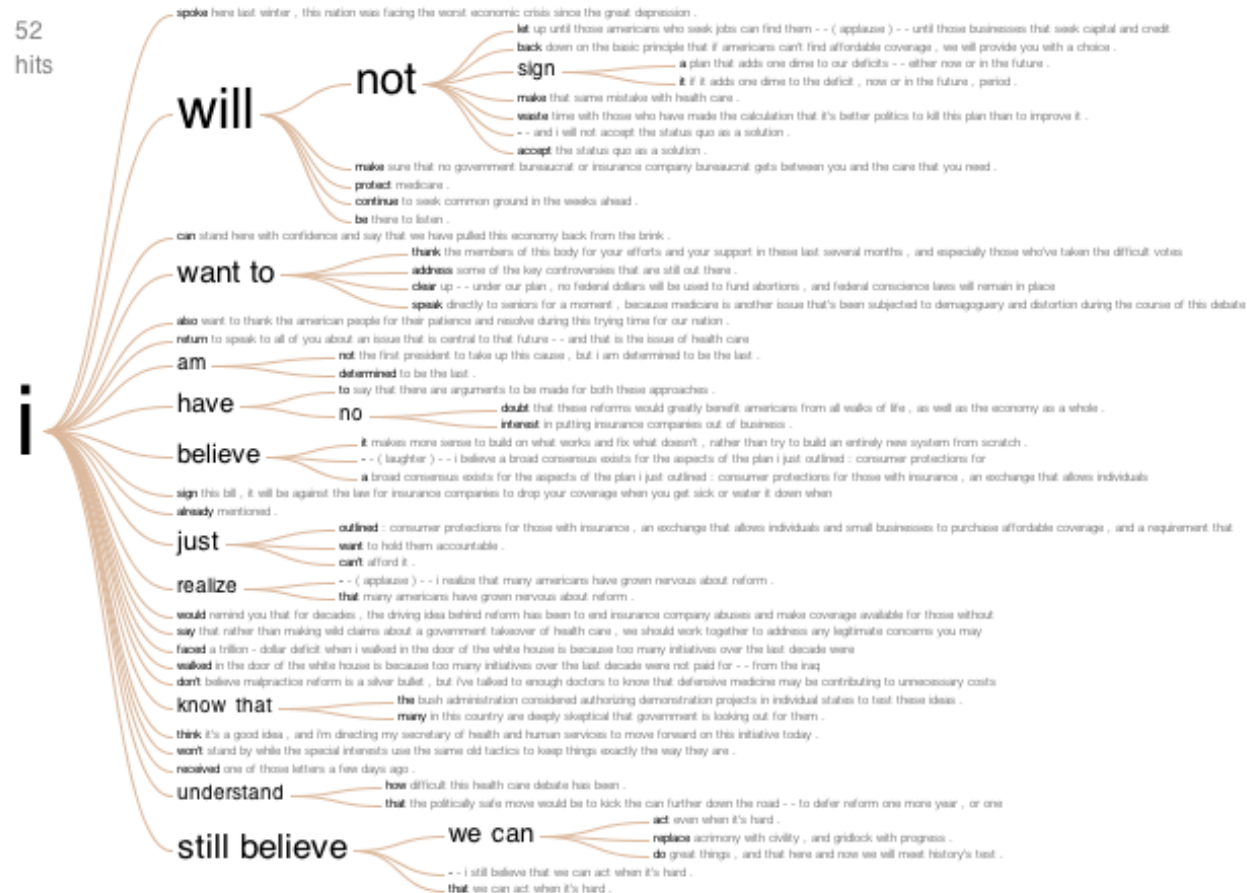 52
hits
i
spoke here last winter , this nation was facing the worst economic crisis since the great depression .
will
not
let up until those americans who seek jobs can find them - - ( applause ) - - until those businesses that seek capital and credit
back down on the basic principle that if americans can't find affordable coverage , we will provide you with a choice .
sign
a plan that adds one dime to our deficits - - either now or in the future .
it if it adds one dime to the deficit , now or in the future , period .
make that same mistake with health care .
waste time with those who have made the calculation that it's better politics to kill this plan than to improve it .
- - and i will not accept the status quo as a solution .
accept the status quo as a solution .
make sure that no government bureaucrat or insurance company bureaucrat gets between you and the care that you need .
protect medicare .
continue to seek common ground in the weeks ahead .
be there to listen .
can stand here with confidence and say that we have pulled this economy back from the brink .
want to
thank the members of this body for your efforts and your support in these last several months , and especially those who've taken the difficult votes
address some of the key controversies that are still out there .
clear up - - under our plan , no federal dollars will be used to fund abortions , and federal conscience laws will remain in place
speak directly to seniors for a moment , because medicare is another issue that's been subjected to demagoguery and distortion during the course of this debate
also want to thank the american people for their patience and resolve during this trying time for our nation .
return to speak to all of you about an issue that is central to that future - - and that is the issue of health care
am
not the first president to take up this cause , but i am determined to be the last .
determined to be the last .
have
to say that there are arguments to be made for both these approaches .
no
doubt that these reforms would greatly benefit americans from all walks of life , as well as the economy as a whole .
interest in putting insurance companies out of business .
believe
it makes more sense to build on what works and fix what doesn't , rather than try to build an entirely new system from scratch .
- - ( laughter ) - - i believe a broad consensus exists for the aspects of the plan i just outlined : consumer protections for
a broad consensus exists for the aspects of the plan i just outlined : consumer protections for those with insurance , an exchange that allows individuals
sign this bill , it will be against the law for insurance companies to drop your coverage when you get sick or water it down when
already mentioned .
just
outlined : consumer protections for those with insurance , an exchange that allows individuals and small businesses to purchase affordable coverage , and a requirement that
want to hold them accountable .
can't afford it .
realize
- - ( applause ) - - i realize that many americans have grown nervous about reform .
that many americans have grown nervous about reform .
would remind you that for decades , the driving idea behind reform has been to end insurance company abuses and make coverage available for those without
say that rather than making wild claims about a government takeover of health care , we should work together to address any legitimate concerns you may
faced a trillion - dollar deficit when i walked in the door of the white house is because too many initiatives over the last decade were
walked in the door of the white house is because too many initiatives over the last decade were not paid for - - from the iraq
don't believe malpractice reform is a silver bullet , but i've talked to enough doctors to know that defensive medicine may be contributing to unnecessary costs
know that
the bush administration considered authorizing demonstration projects in individual states to test these ideas .
many in this country are deeply skeptical that government is looking out for them .
think it's a good idea , and i'm directing my secretary of health and human services to move forward on this initiative today .
won't stand by while the special interests use the same old tactics to keep things exactly the way they are .
received one of those letters a few days ago .
understand
how difficult this health care debate has been .
that the politically safe move would be to kick the can further down the road - - to defer reform one more year , or one
still believe
we can
act even when it's hard .
replace acrimony with civility , and gridlock with progress .
do great things , and that here and now we will meet history's test .
- - i still believe that we can act when it's hard .
that we can act when it's hard .